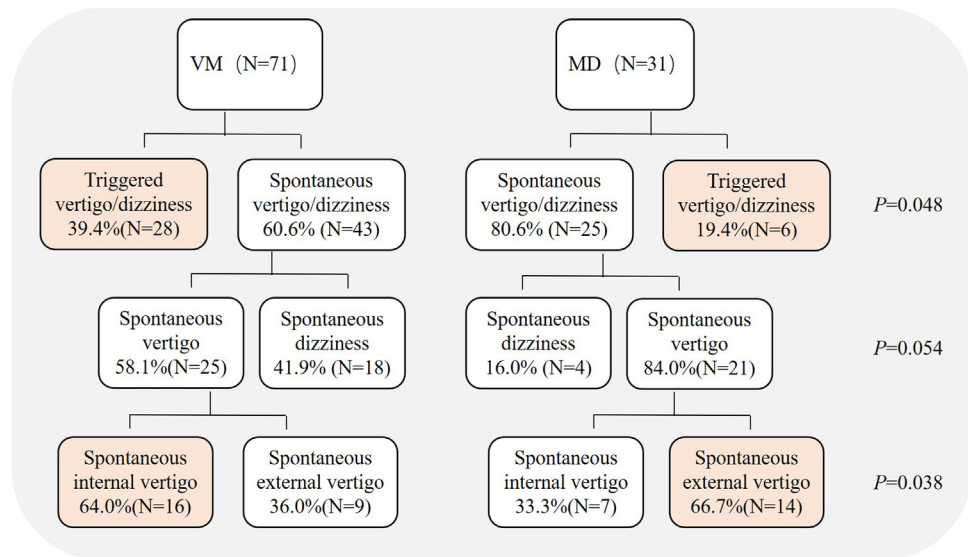 VM（N=71）
MD（N=31）
Triggered
vertigo/dizziness
39.4%(N=28)
Spontaneous
vertigo/dizziness
60.6% (N=43)
Spontaneous
vertigo/dizziness
80.6% (N=25)
Triggered
vertigo/dizziness
19.4%(N=6)
P=0.048
Spontaneous
vertigo
58.1%(N=25)
Spontaneous
dizziness
41.9% (N=18)
Spontaneous
dizziness
16.0% (N=4)
Spontaneous
vertigo
84.0%(N=21)
P=0.054
Spontaneous
internal vertigo
64.0%(N=16)
Spontaneous
external vertigo
36.0%(N=9)
Spontaneous
internal vertigo
33.3%(N=7)
Spontaneous
external vertigo
66.7%(N=14)
P=0.038